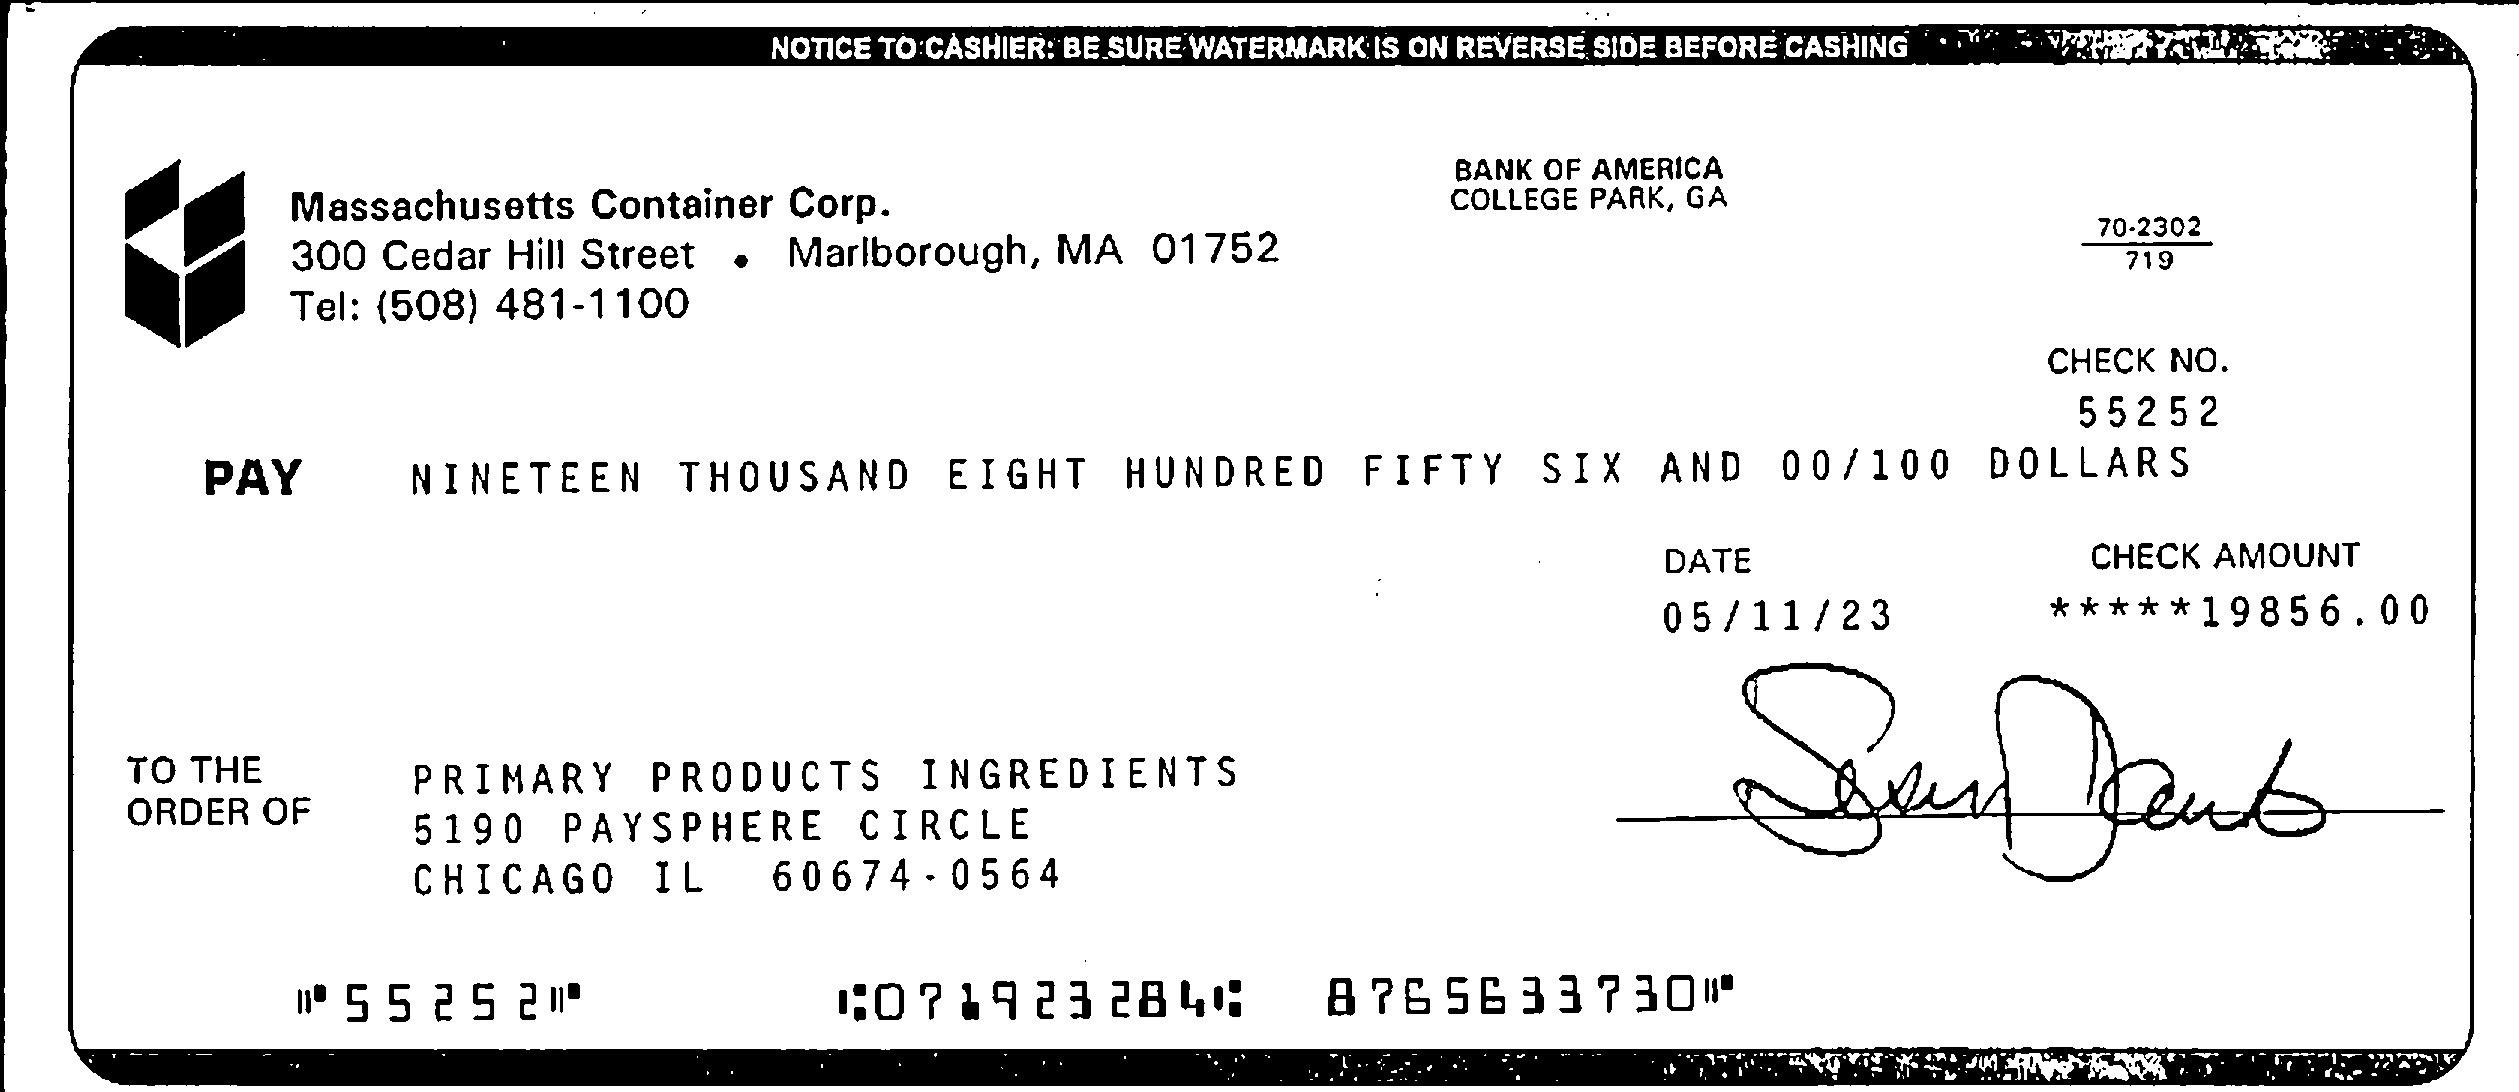 NOTICE TO CASHIER: BE SURE WATERMARK IS ON REVERSE SIDE BEFORE CASHING
BANK OF AMERICA
COLLEGE PARK, GA
70-2302
719
Massachusetts Container Corp.
300 Cedar Hill Street • Marlborough, MA 01752
Tel: (508) 481-1100
CHECK NO.
55252
PAY NINETEEN THOUSAND EIGHT HUNDRED FIFTY SIX AND 00/100 DOLLARS
DATE CHECK AMOUNT
05/11/23 *****19856.00
TO THE
ORDER OF
PRIMARY PRODUCTS INGREDIENTS
5190 PAYSPHERE CIRCLE
CHICAGO IL 60674-0564
⑈55252⑈ ⑆071923284⑆ 8765633730⑈